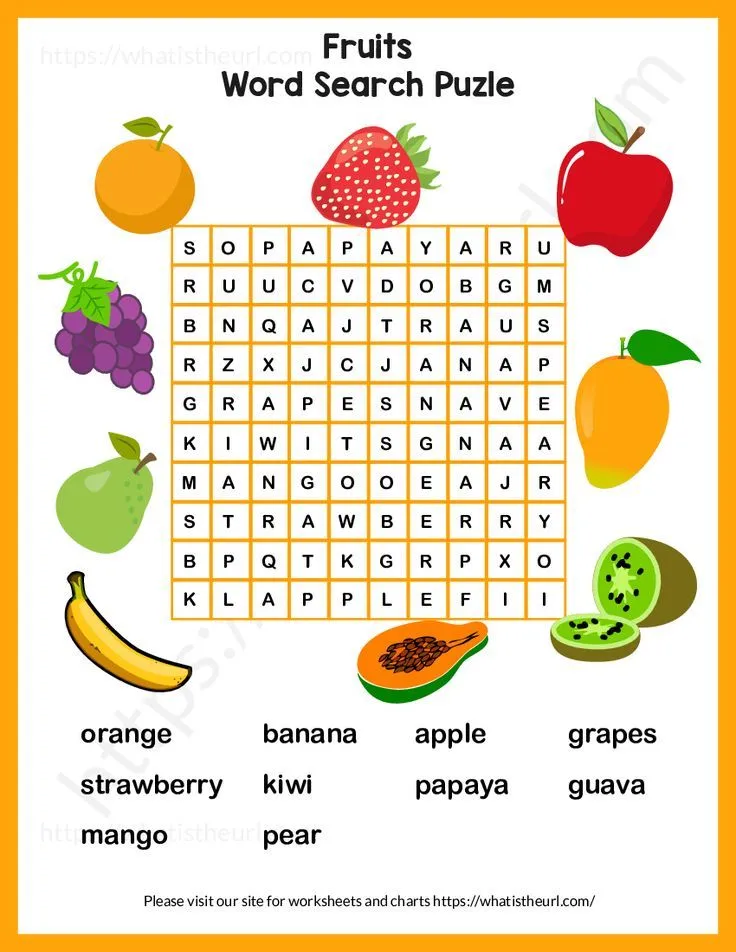 https://whatistheurl.com
Fruits
Word Search Puzle
S O P A P A Y A R U
R U U C V D O B G M
B N Q A J T R A U S
R Z X J C J A N A P
G R A P E S N A V E
K I W I T S G N A A
M A N G O O E A J R
S T R A W B E R R Y
B P Q T K G R P X O
K L A P P L E F I I
orange banana apple grapes
strawberry kiwi papaya guava
mango pear
Please visit our site for worksheets and charts https://whatistheurl.com/